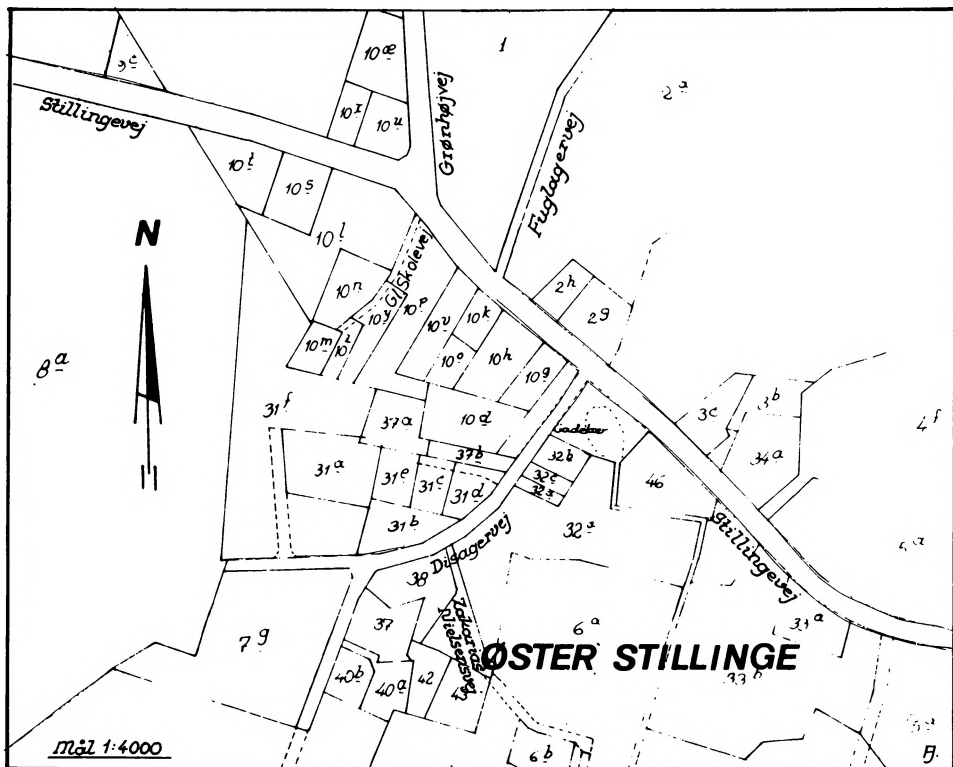 9c
10æ
1
2a
10x
10u
Grønhøjvej
Stillingevej
Fuglagervej
10t
10s
N
10l
Gl. Skolevej
10n
10y
10p
10m
10z
10v
10k
10o
10h
10g
2h
2g
8a
31f
37a
10d
37b
Gadekær
3c
3b
34a
4f
31a
31e
31c
31d
32b
32c
46
31b
32a
Stillingevej
5a
38
Disagervej
Zakarias
Nielsensvej
37
7g
6a
33a
ØSTER STILLINGE
40b
40a
42
43
Mål 1:4000
6b